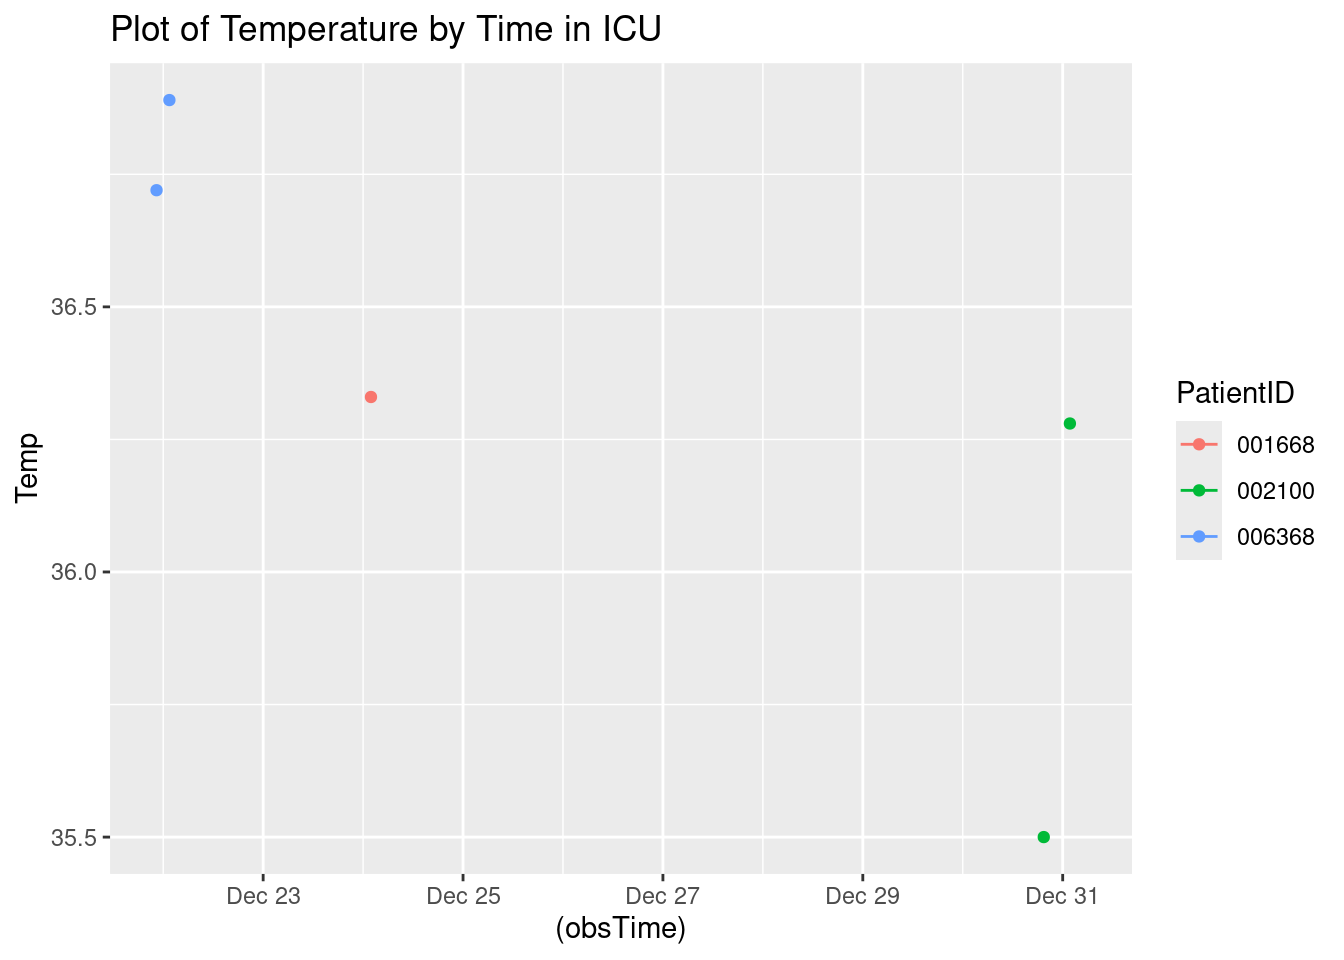 Plot of Temperature by Time in ICU
Temp
36.5
36.0
35.5
Dec 23
Dec 25
Dec 27
Dec 29
Dec 31
(obsTime)
PatientID
001668
002100
006368